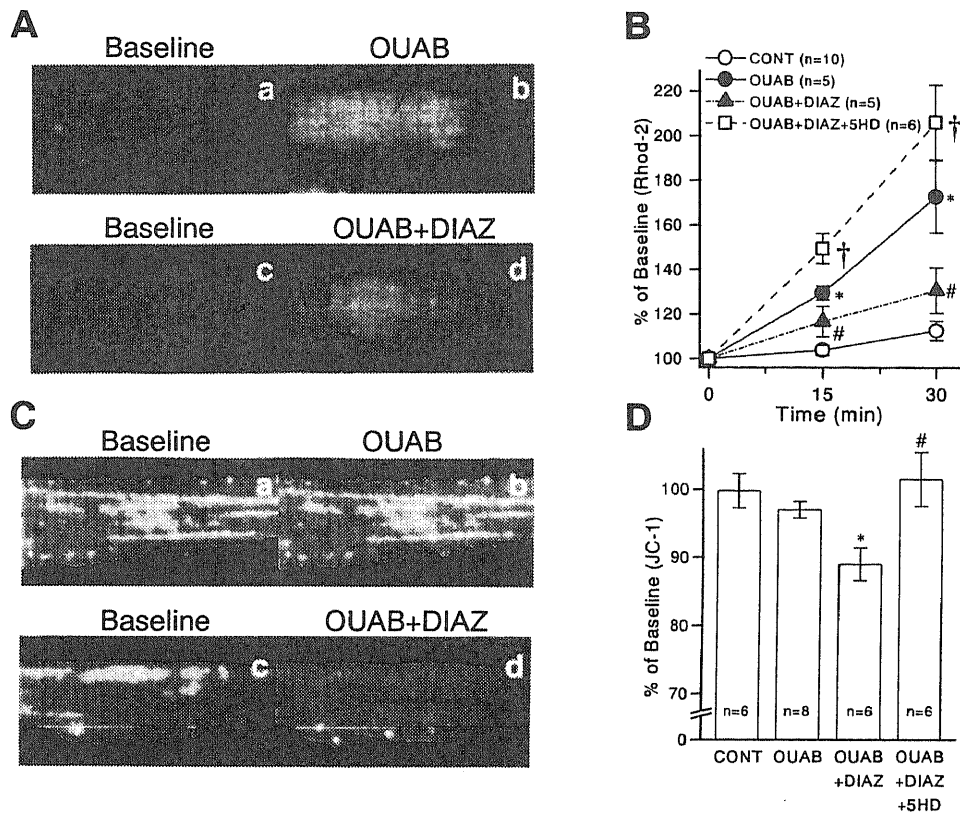 A
Baseline OUAB
a b
Baseline OUAB+DIAZ
c d
B
CONT (n=10)
OUAB (n=5)
OUAB+DIAZ (n=5)
OUAB+DIAZ+5HD (n=6)
% of Baseline (Rhod-2)
220
200
180
160
140
120
100
† * #
† * #
0 15 30
Time (min)
C
Baseline OUAB
a b
Baseline OUAB+DIAZ
c d
D
% of Baseline (JC-1)
100
90
80
70
0
* #
n=6 n=8 n=6 n=6
CONT OUAB OUAB OUAB
+DIAZ +DIAZ
+5HD